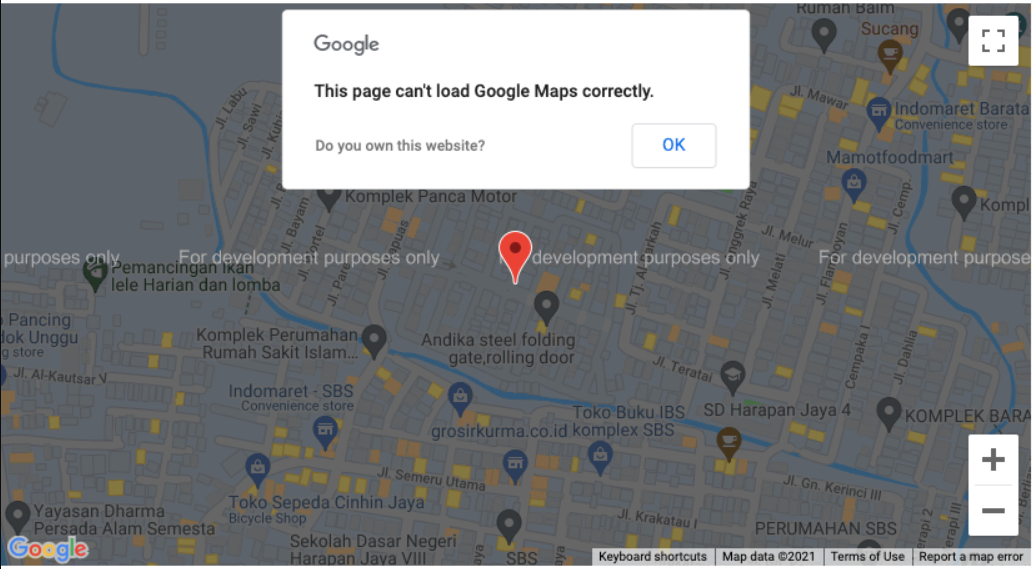 Rumah Baim
Sucang
Google
This page can't load Google Maps correctly.
Do you own this website?
OK
Jl. Labu
Jl. Sawi
Jl. Mawar
Indomaret Barata
Convenience store
Mamotfoodmart
Komplek Panca Motor
Jl. Bayam
Jl. Cemp.
Kompl
Jl. Melur
Jl. Flamboyan
Jl. Melati
Jl. Tj. Al Barkah
purposes only
For development purposes only
development purposes only
For development purpose
Pemancingan Ikan
lele Harian dan lomba
Pancing
dok Unggu
g store
Komplek Perumahan
Rumah Sakit Islam...
Andika steel folding
gate,rolling door
Jl. Al-Kautsar V
Jl. Teratai
Cempaka I
Jl. Dahlia
Indomaret - SBS
Convenience store
Toko Buku IBS
komplex SBS
SD Harapan Jaya 4
KOMPLEK BARA
grosirkurma.co.id
Jl. Semeru Utama
Jl. Gn. Kerinci III
Toko Sepeda Cinhin Jaya
Bicycle Shop
Yayasan Dharma
Persada Alam Semesta
Jl. Krakatau I
PERUMAHAN SBS
Sekolah Dasar Negeri
Harapan Jaya VIII
SBS
Google
Keyboard shortcuts
Map data ©2021
Terms of Use
Report a map error